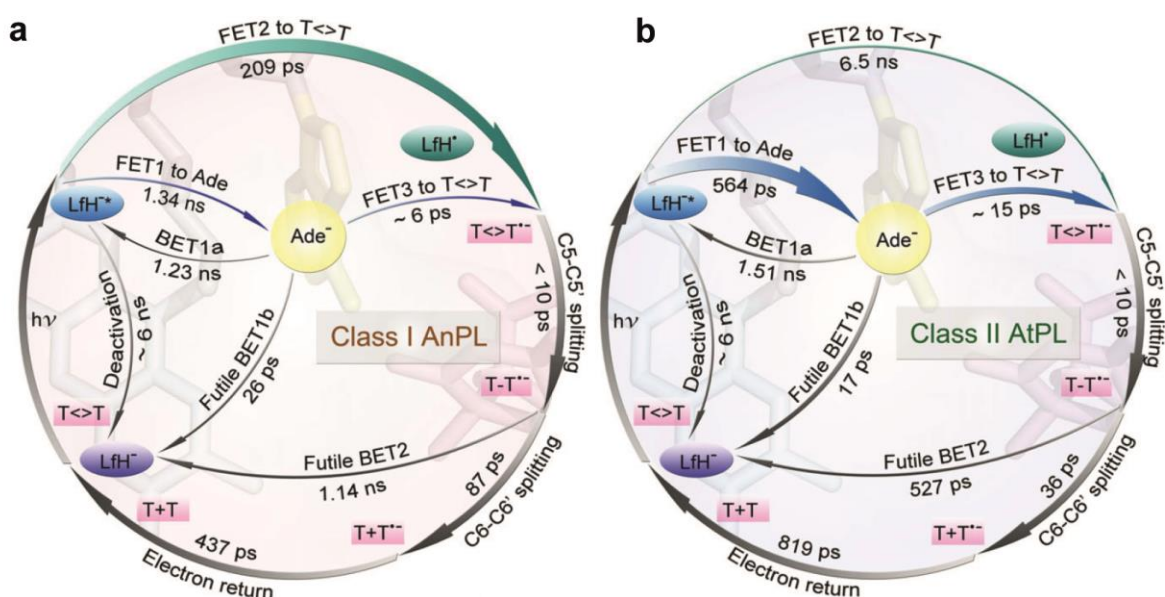 a
FET2 to T<>T
209 ps
LfH•
FET1 to Ade
1.34 ns
FET3 to T<>T
~ 6 ps
LfH⁻*
Ade⁻
T<>T•⁻
BET1a
1.23 ns
C5-C5' splitting
< 10 ps
hν
Deactivation
~ 6 ns
Futile BET1b
26 ps
Class I AnPL
T-T•⁻
T<>T
LfH⁻
Futile BET2
1.14 ns
87 ps
C6-C6' splitting
T+T
T+T•⁻
437 ps
Electron return
b
FET2 to T<>T
6.5 ns
LfH•
FET1 to Ade
564 ps
FET3 to T<>T
~ 15 ps
LfH⁻*
Ade⁻
T<>T•⁻
BET1a
1.51 ns
C5-C5' splitting
< 10 ps
hν
Deactivation
~ 6 ns
Futile BET1b
17 ps
Class II AtPL
T-T•⁻
T<>T
LfH⁻
Futile BET2
527 ps
36 ps
C6-C6' splitting
T+T
T+T•⁻
819 ps
Electron return